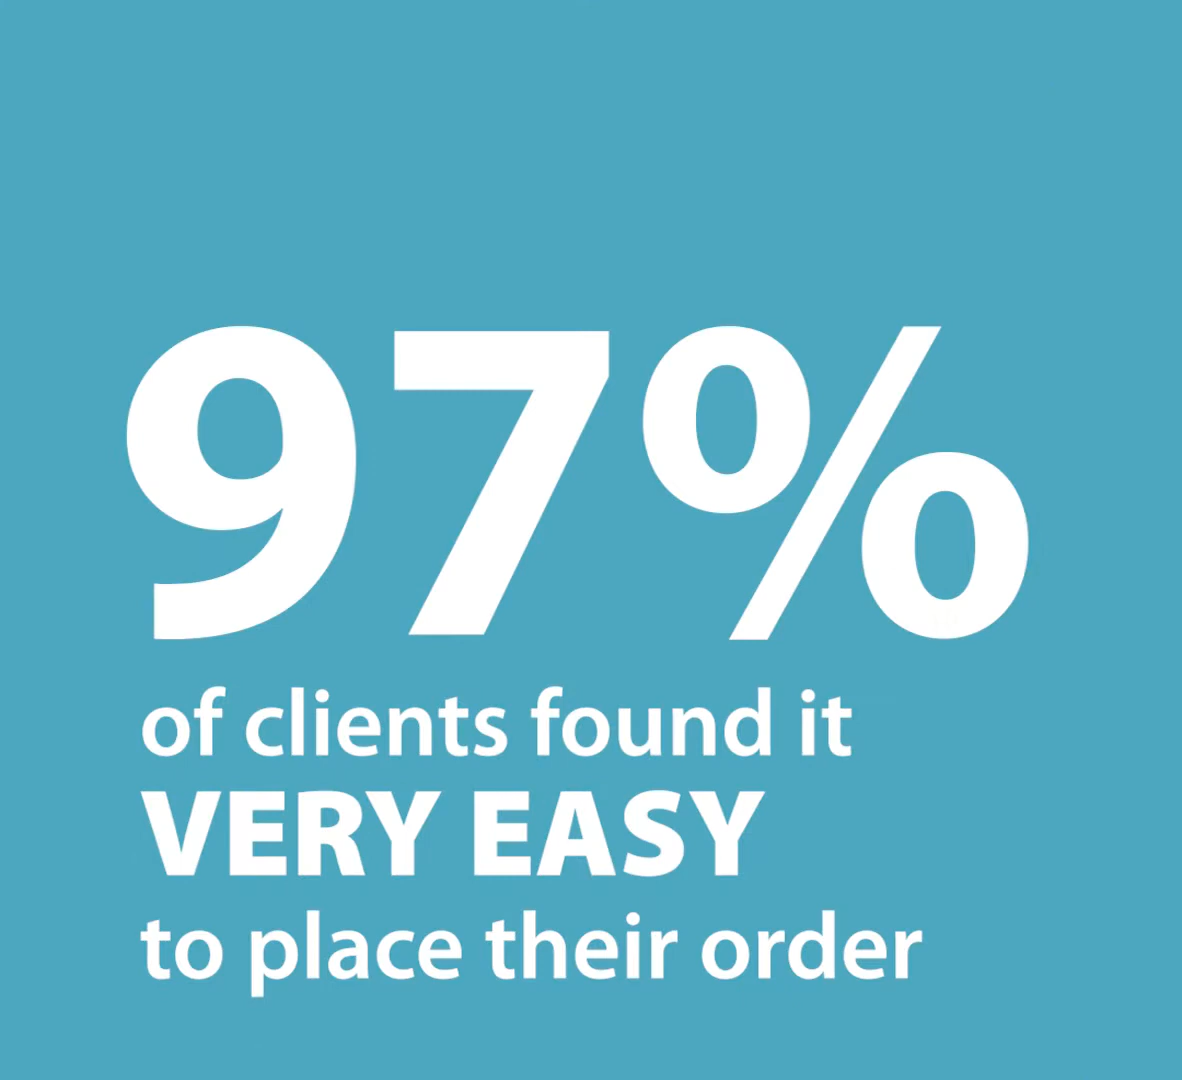 97%
of clients found it
VERY EASY
to place their order